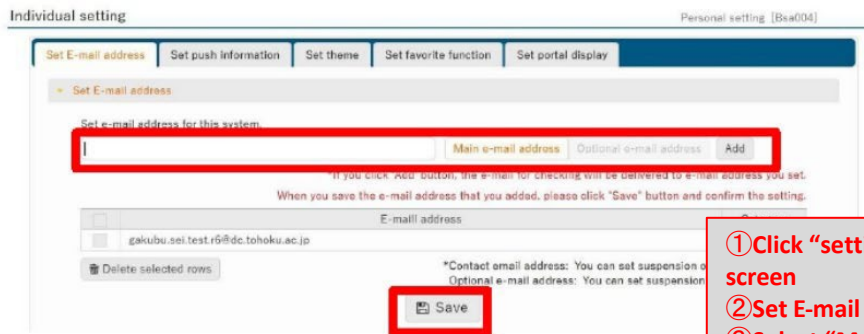 Individual setting
Personal setting [Bsa004]
Set E-mail address
Set push information
Set theme
Set favorite function
Set portal display
Set E-mail address
Set e-mail address for this system.
Main e-mail address
Optional e-mail address
Add
*If you click "Add" button, the e-mail for checking will be delivered to e-mail address you set.
When you save the e-mail address that you added, please click "Save" button and confirm the setting.
E-maill address
gakubu.sei.test.r6@dc.tohoku.ac.jp
Delete selected rows
*Contact email address: You can set suspension
Optional e-mail address: You can set suspension
Save
①Click “sett
screen
②Set E-mail